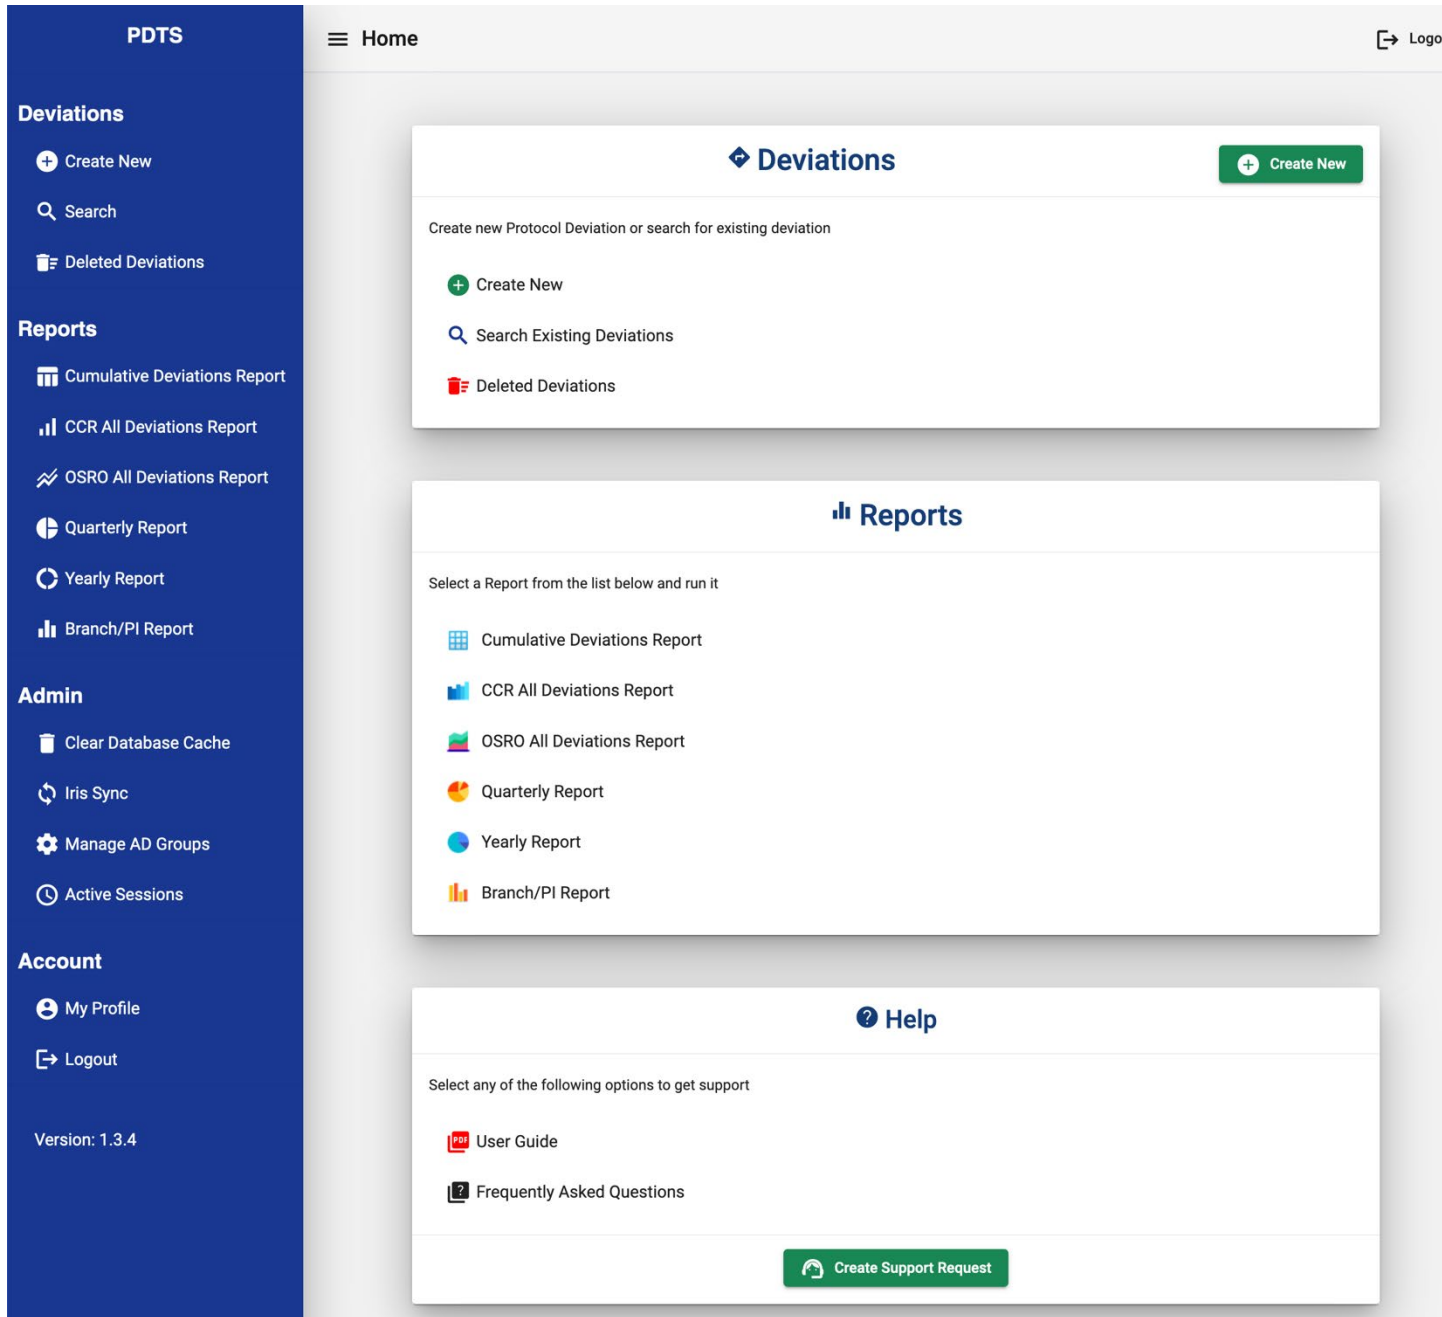 PDTS
Home
Logo
Deviations
Create New
Search
Deleted Deviations
Reports
Cumulative Deviations Report
CCR All Deviations Report
OSRO All Deviations Report
Quarterly Report
Yearly Report
Branch/PI Report
Admin
Clear Database Cache
Iris Sync
Manage AD Groups
Active Sessions
Account
My Profile
Logout
Version: 1.3.4
Deviations
Create New
Create new Protocol Deviation or search for existing deviation
Create New
Search Existing Deviations
Deleted Deviations
Reports
Select a Report from the list below and run it
Cumulative Deviations Report
CCR All Deviations Report
OSRO All Deviations Report
Quarterly Report
Yearly Report
Branch/PI Report
Help
Select any of the following options to get support
PDF User Guide
Frequently Asked Questions
Create Support Request